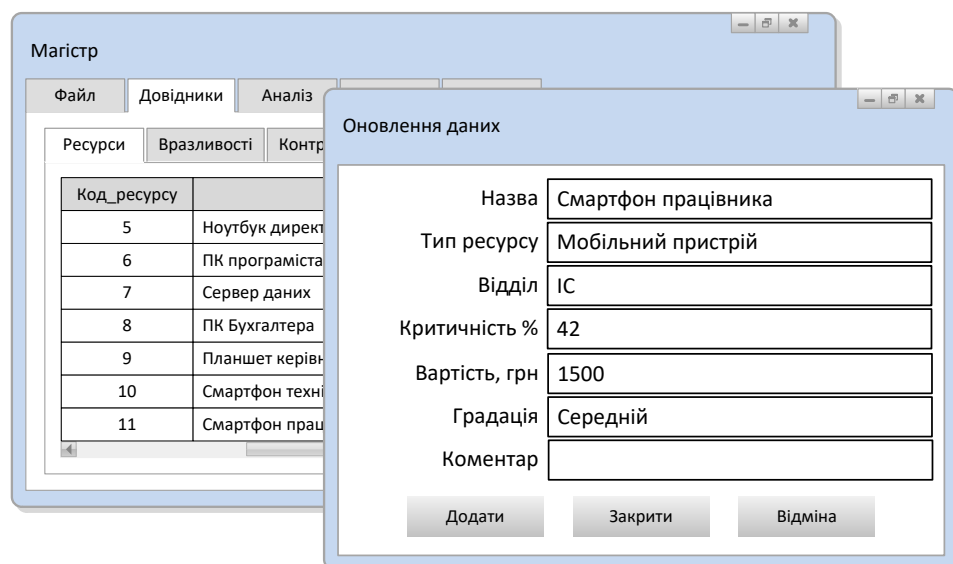 Магістр
Файл Довідники Аналіз
Ресурси Вразливості Контр
Код_ресурсу
5 Ноутбук директ
6 ПК програміста
7 Сервер даних
8 ПК Бухгалтера
9 Планшет керівн
10 Смартфон техні
11 Смартфон прац
Оновлення даних
Назва Смартфон працівника
Тип ресурсу Мобільний пристрій
Відділ ІС
Критичність % 42
Вартість, грн 1500
Градація Середній
Коментар
Додати Закрити Відміна